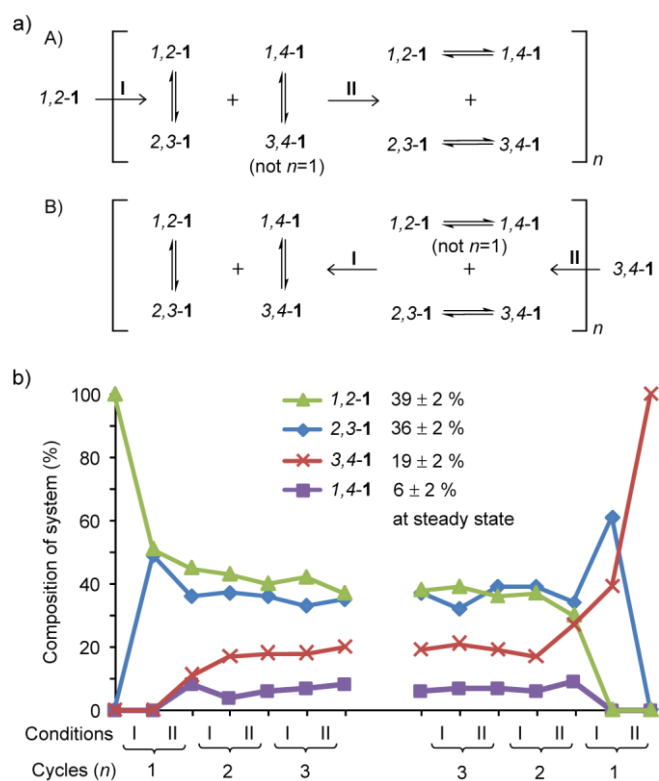 a)
A)
1,2-1 1,4-1 1,2-1 1,4-1
1,2-1 I + II +
2,3-1 3,4-1 2,3-1 3,4-1
(not n=1) n
B)
1,2-1 1,4-1 1,2-1 1,4-1
(not n=1)
+ I + II 3,4-1
2,3-1 3,4-1 2,3-1 3,4-1
n
b)
100
80
60
40
20
0
Composition of system (%)
1,2-1 39 ± 2 %
2,3-1 36 ± 2 %
3,4-1 19 ± 2 %
1,4-1 6 ± 2 %
at steady state
Conditions I II I II I II I II I II I II
Cycles (n) 1 2 3 3 2 1